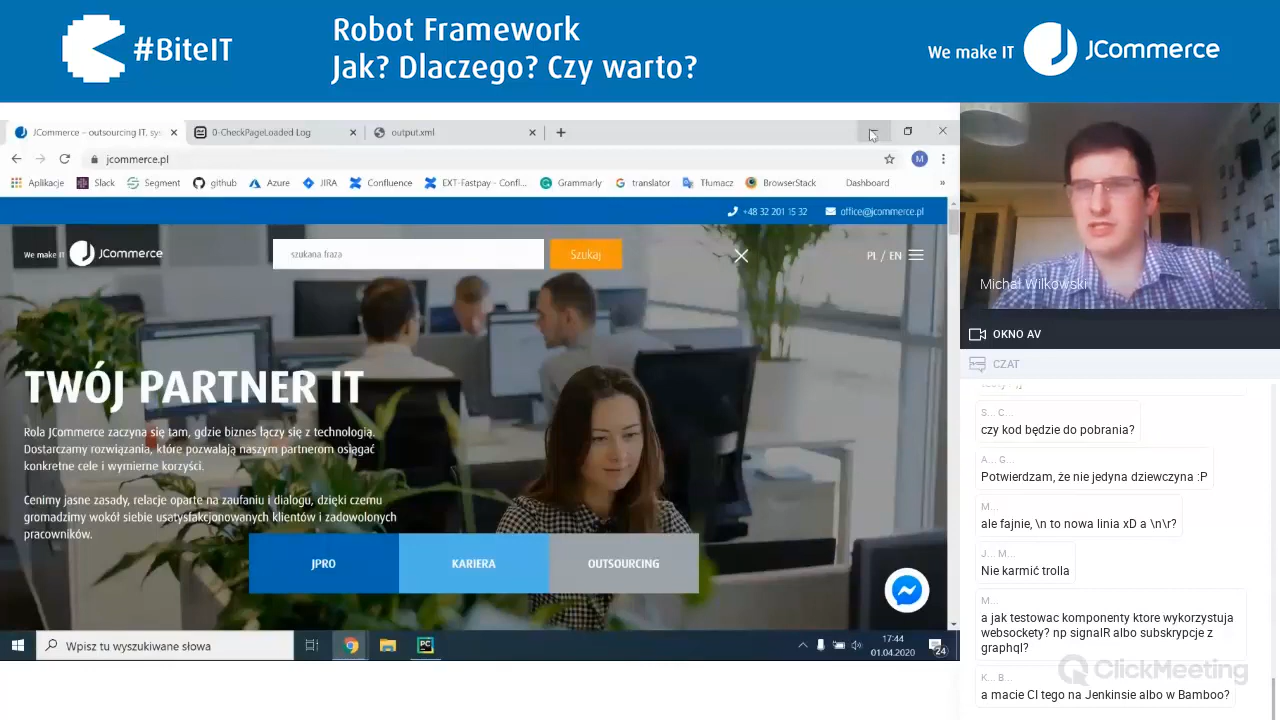 #BiteIT
Robot Framework
Jak? Dlaczego? Czy warto?
We make IT JCommerce
JCommerce – outsourcing IT. sys
0-CheckPageLoaded Log
output.xml
jcommerce.pl
M
Aplikacje
Slack
Segment
github
Azure
JIRA
Confluence
EXT-Fastpay - Confl...
Grammarly
translator
Tłumacz
BrowserStack
Dashboard
»
+48 32 201 15 32
office@jcommerce.pl
We make IT JCommerce
szukana fraza
Szukaj
PL / EN
TWÓJ PARTNER IT
Rola JCommerce zaczyna się tam, gdzie biznes łączy się z technologią.
Dostarczamy rozwiązania, które pozwalają naszym partnerom osiągać
konkretne cele i wymierne korzyści.
Cenimy jasne zasady, relacje oparte na zaufaniu i dialogu, dzięki czemu
gromadzimy wokół siebie usatysfakcjonowanych klientów i zadowolonych
pracowników.
JPRO
KARIERA
OUTSOURCING
Wpisz tu wyszukiwane słowa
PC
17:44
01.04.2020
24
Michał Wilkowski
OKNO AV
CZAT
S... C...
czy kod będzie do pobrania?
A... G...
Potwierdzam, że nie jedyna dziewczyna :P
M...
ale fajnie, \n to nowa linia xD a \n\r?
J... M...
Nie karmić trolla
M...
a jak testowac komponenty ktore wykorzystuja
websockety? np signalR albo subskrypcje z
graphql?
K... B...
a macie CI tego na Jenkinsie albo w Bamboo?
ClickMeeting